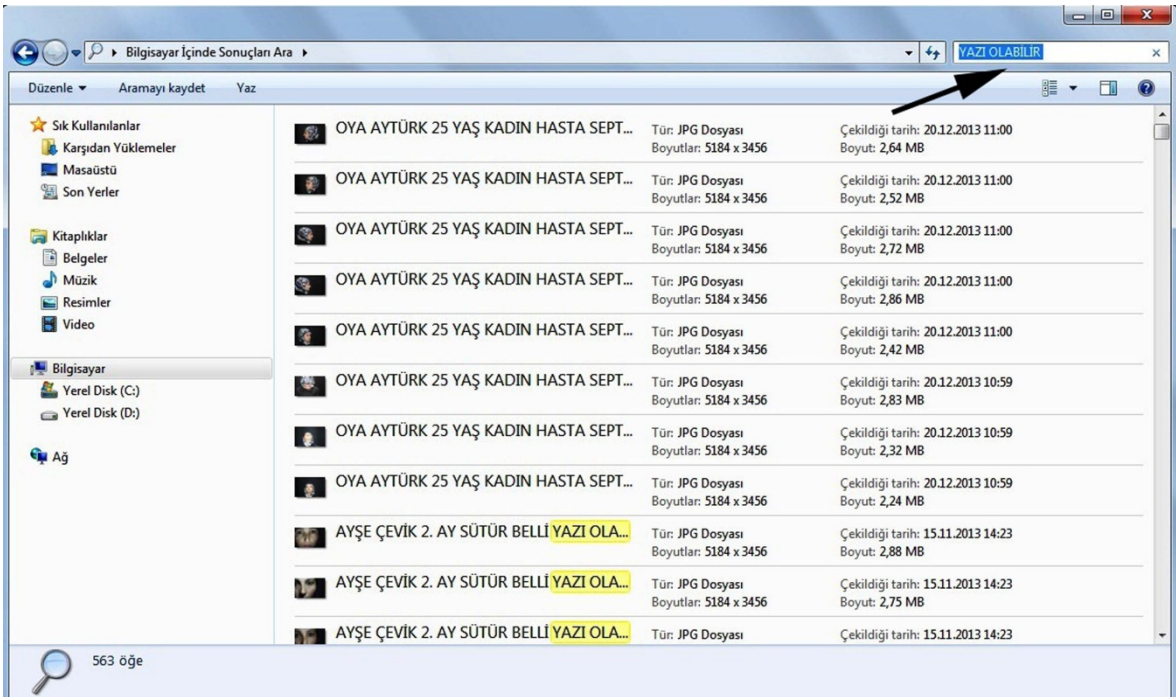 Bilgisayar İçinde Sonuçları Ara
YAZI OLABİLİR
Düzenle
Aramayı kaydet
Yaz
Sık Kullanılanlar
Karşıdan Yüklemeler
Masaüstü
Son Yerler
Kitaplıklar
Belgeler
Müzik
Resimler
Video
Bilgisayar
Yerel Disk (C:)
Yerel Disk (D:)
Ağ
OYA AYTÜRK 25 YAŞ KADIN HASTA SEPT... Tür: JPG Dosyası Çekildiği tarih: 20.12.2013 11:00
Boyutlar: 5184 x 3456 Boyut: 2,64 MB
OYA AYTÜRK 25 YAŞ KADIN HASTA SEPT... Tür: JPG Dosyası Çekildiği tarih: 20.12.2013 11:00
Boyutlar: 5184 x 3456 Boyut: 2,52 MB
OYA AYTÜRK 25 YAŞ KADIN HASTA SEPT... Tür: JPG Dosyası Çekildiği tarih: 20.12.2013 11:00
Boyutlar: 5184 x 3456 Boyut: 2,72 MB
OYA AYTÜRK 25 YAŞ KADIN HASTA SEPT... Tür: JPG Dosyası Çekildiği tarih: 20.12.2013 11:00
Boyutlar: 5184 x 3456 Boyut: 2,86 MB
OYA AYTÜRK 25 YAŞ KADIN HASTA SEPT... Tür: JPG Dosyası Çekildiği tarih: 20.12.2013 11:00
Boyutlar: 5184 x 3456 Boyut: 2,42 MB
OYA AYTÜRK 25 YAŞ KADIN HASTA SEPT... Tür: JPG Dosyası Çekildiği tarih: 20.12.2013 10:59
Boyutlar: 5184 x 3456 Boyut: 2,83 MB
OYA AYTÜRK 25 YAŞ KADIN HASTA SEPT... Tür: JPG Dosyası Çekildiği tarih: 20.12.2013 10:59
Boyutlar: 5184 x 3456 Boyut: 2,32 MB
OYA AYTÜRK 25 YAŞ KADIN HASTA SEPT... Tür: JPG Dosyası Çekildiği tarih: 20.12.2013 10:59
Boyutlar: 5184 x 3456 Boyut: 2,24 MB
AYŞE ÇEVİK 2. AY SÜTÜR BELLİ YAZI OLA... Tür: JPG Dosyası Çekildiği tarih: 15.11.2013 14:23
Boyutlar: 5184 x 3456 Boyut: 2,88 MB
AYŞE ÇEVİK 2. AY SÜTÜR BELLİ YAZI OLA... Tür: JPG Dosyası Çekildiği tarih: 15.11.2013 14:23
Boyutlar: 5184 x 3456 Boyut: 2,75 MB
AYŞE ÇEVİK 2. AY SÜTÜR BELLİ YAZI OLA... Tür: JPG Dosyası Çekildiği tarih: 15.11.2013 14:23
563 öğe